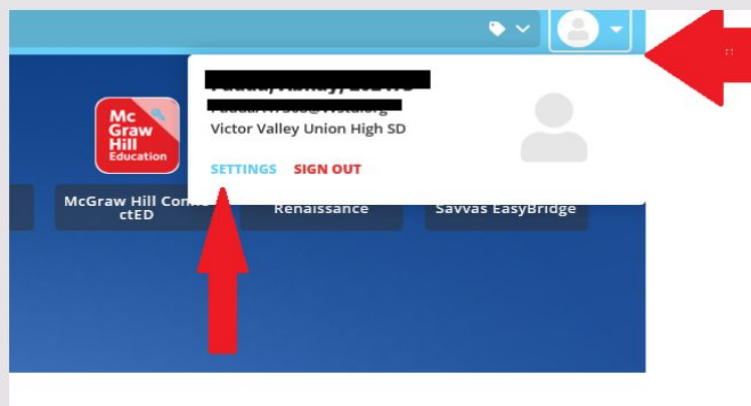 Victor Valley Union High SD
SETTINGS SIGN OUT
Mc
Graw
Hill
Education
McGraw Hill Conne
ctED
Renaissance
Savvas EasyBridge